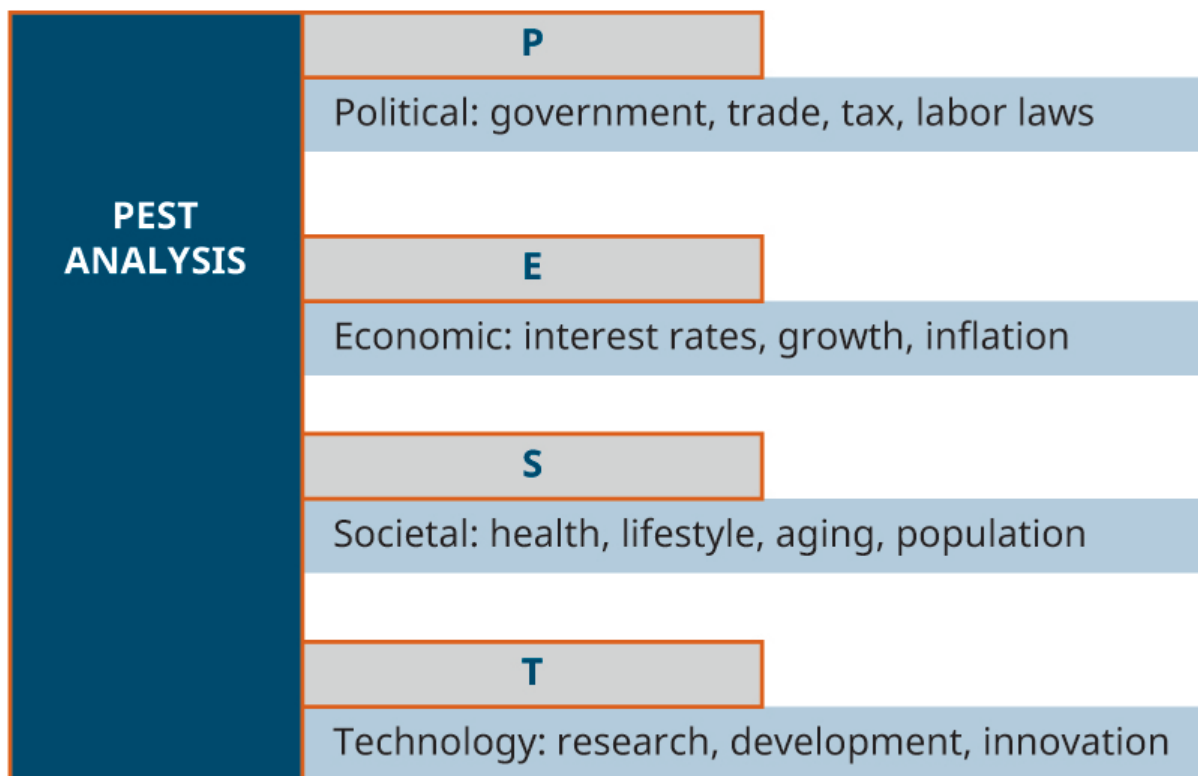 PEST
ANALYSIS
P
Political: government, trade, tax, labor laws
E
Economic: interest rates, growth, inflation
S
Societal: health, lifestyle, aging, population
T
Technology: research, development, innovation